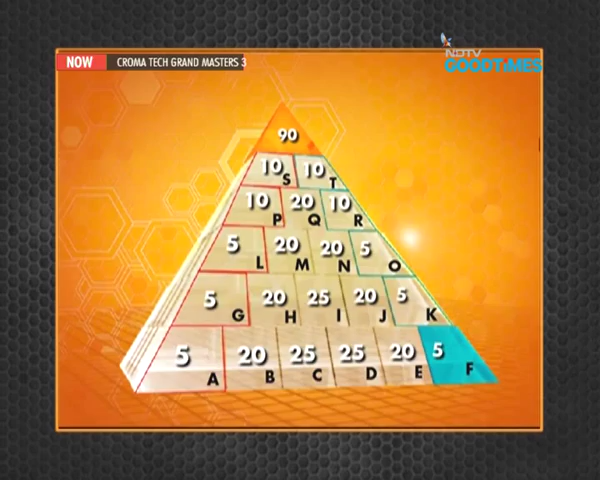 NOW CROMA TECH GRAND MASTERS 3
NDTV
GOODTiMES
90
10 S 10 T
10 P 20 Q 10 R
5 L 20 M 20 N 5 O
5 G 20 H 25 I 20 J 5 K
5 A 20 B 25 C 25 D 20 E 5 F